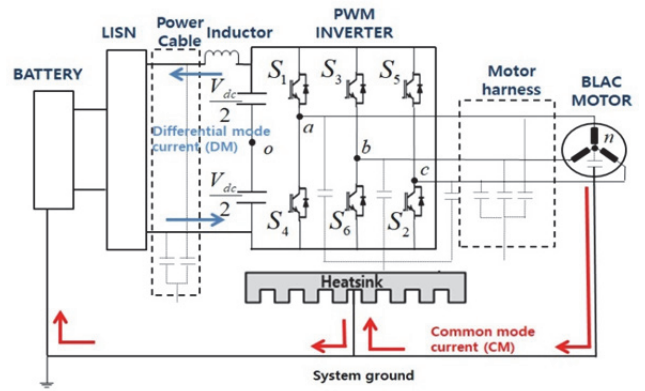 PWM
INVERTER
Power
Cable
LISN
Inductor
BATTERY
Motor
harness
BLAC
MOTOR
S1
S3
S5
Vdc
2
a
n
Differential mode
current (DM)
o
b
c
Vdc
2
S4
S6
S2
Heatsink
Common mode
current (CM)
System ground